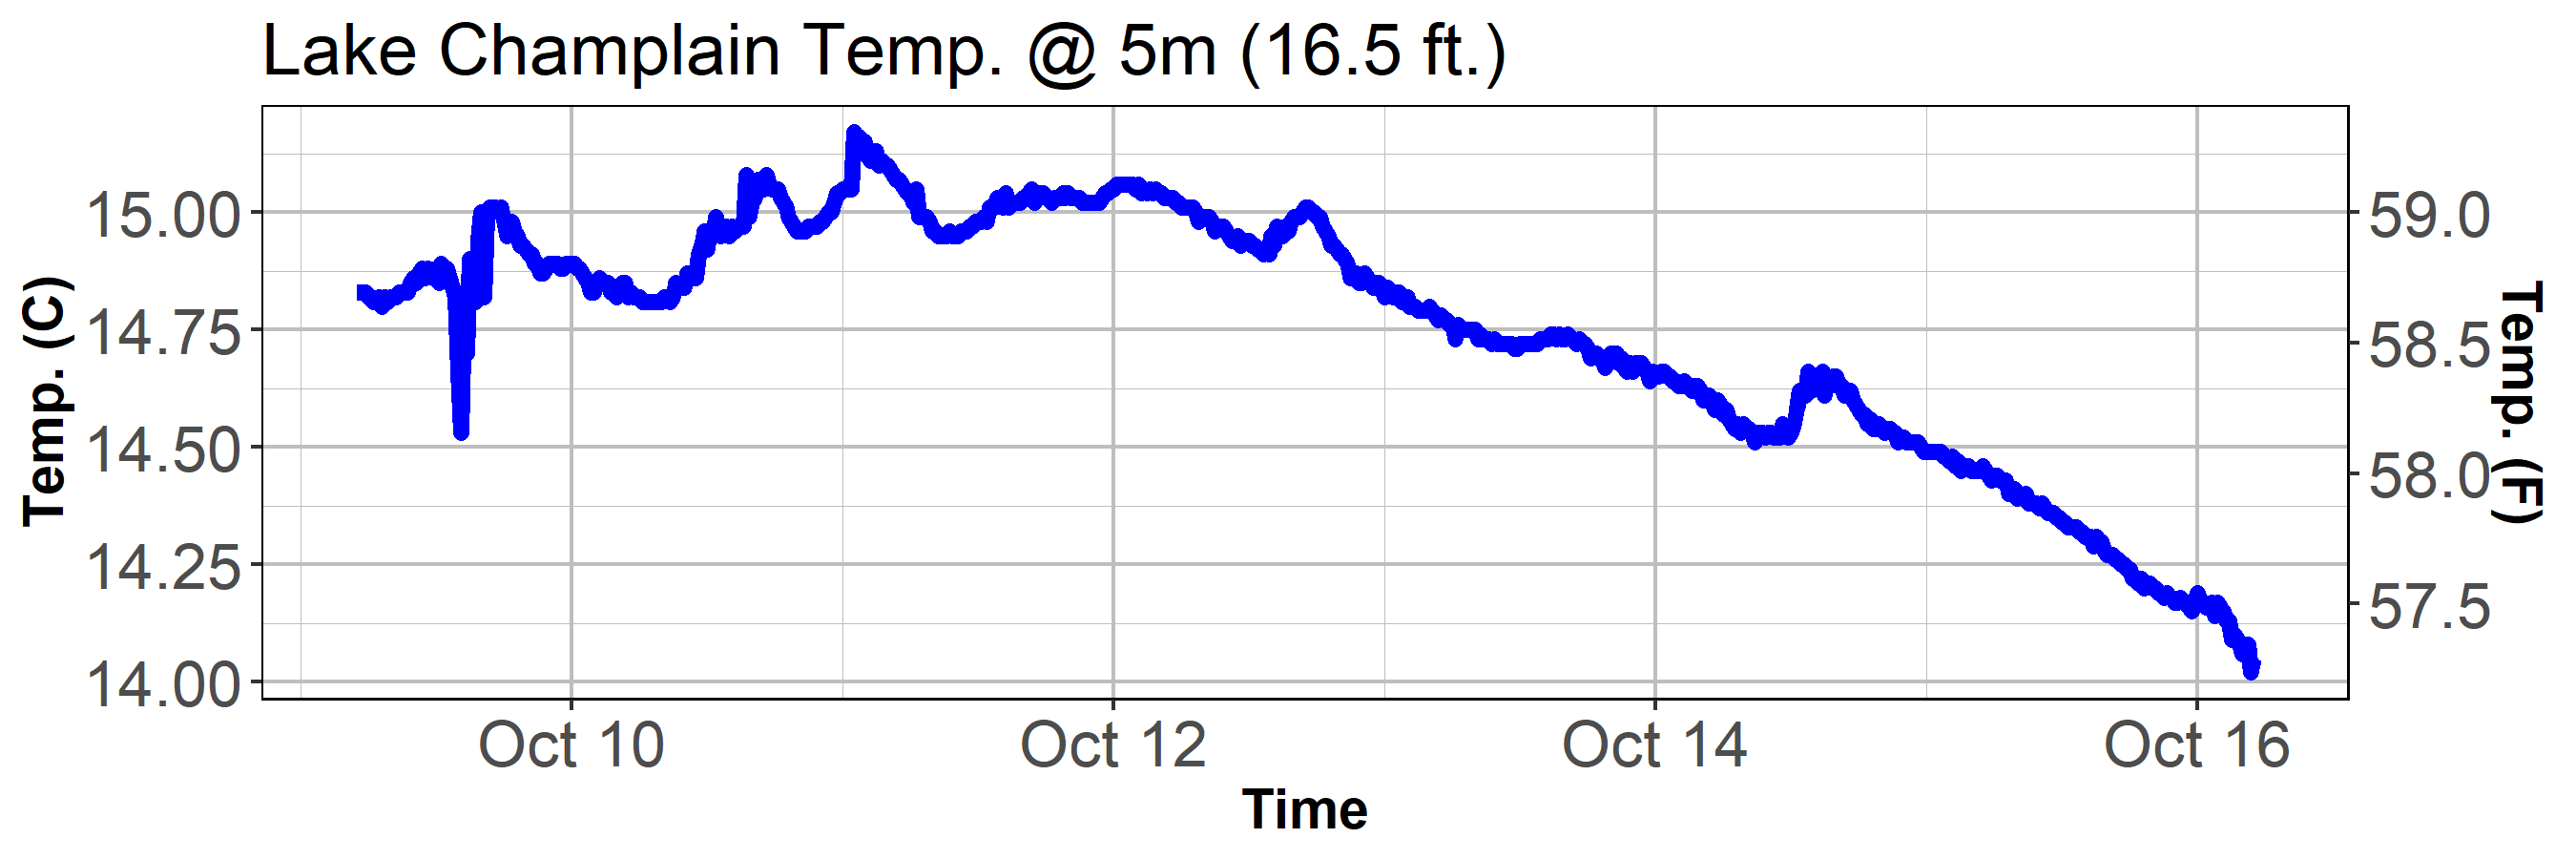 Lake Champlain Temp. @ 5m (16.5 ft.)
Temp. (C)
15.00
14.75
14.50
14.25
14.00
59.0
58.5
58.0
57.5
Temp. (F)
Oct 10
Oct 12
Oct 14
Oct 16
Time